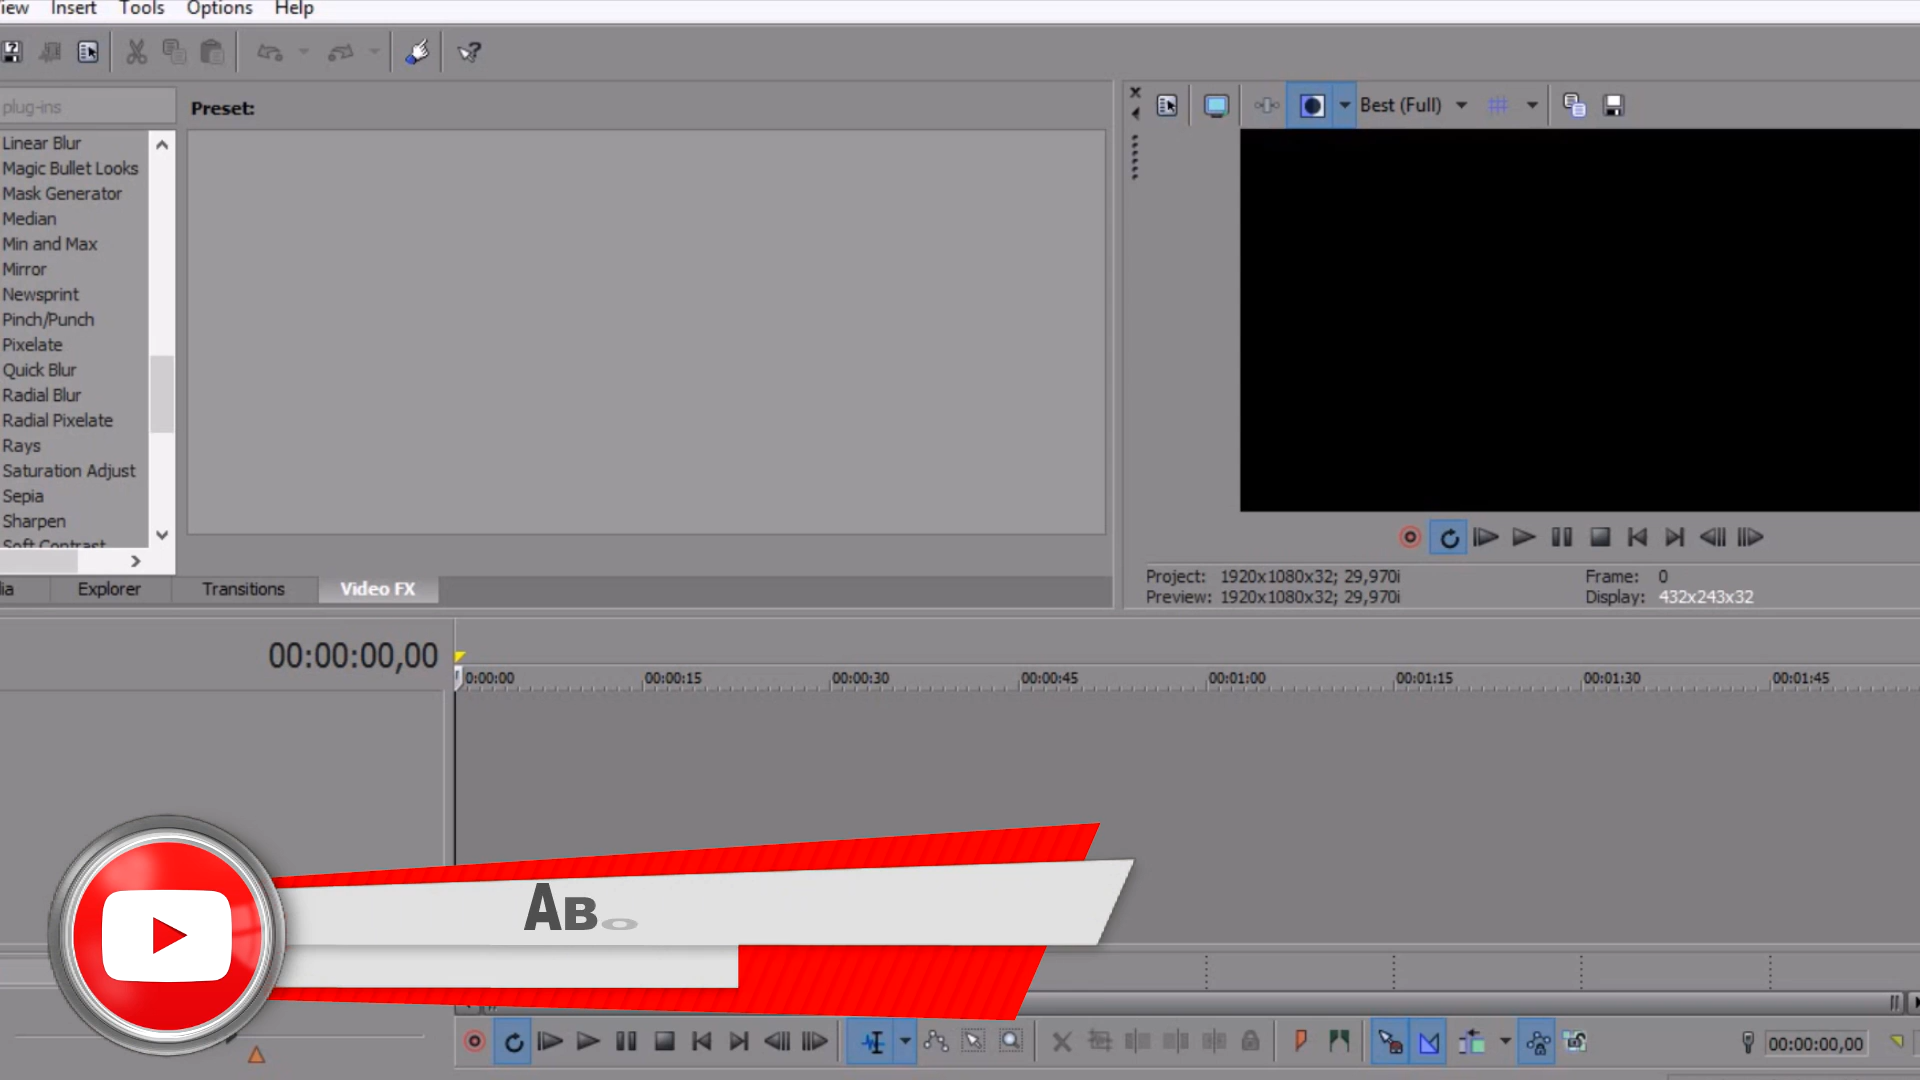 Insert Tools Options Help
plug-ins
Preset:
Best (Full)
Linear Blur
Magic Bullet Looks
Mask Generator
Median
Min and Max
Mirror
Newsprint
Pinch/Punch
Pixelate
Quick Blur
Radial Blur
Radial Pixelate
Rays
Saturation Adjust
Sepia
Sharpen
Soft Contrast
Explorer Transitions Video FX
Project: 1920x1080x32; 29,970i
Frame: 0
Preview: 1920x1080x32; 29,970i
Display: 432x243x32
00:00:00,00
0:00:00 00:00:15 00:00:30 00:00:45 00:01:00 00:01:15 00:01:30 00:01:45
ABO
00:00:00,00